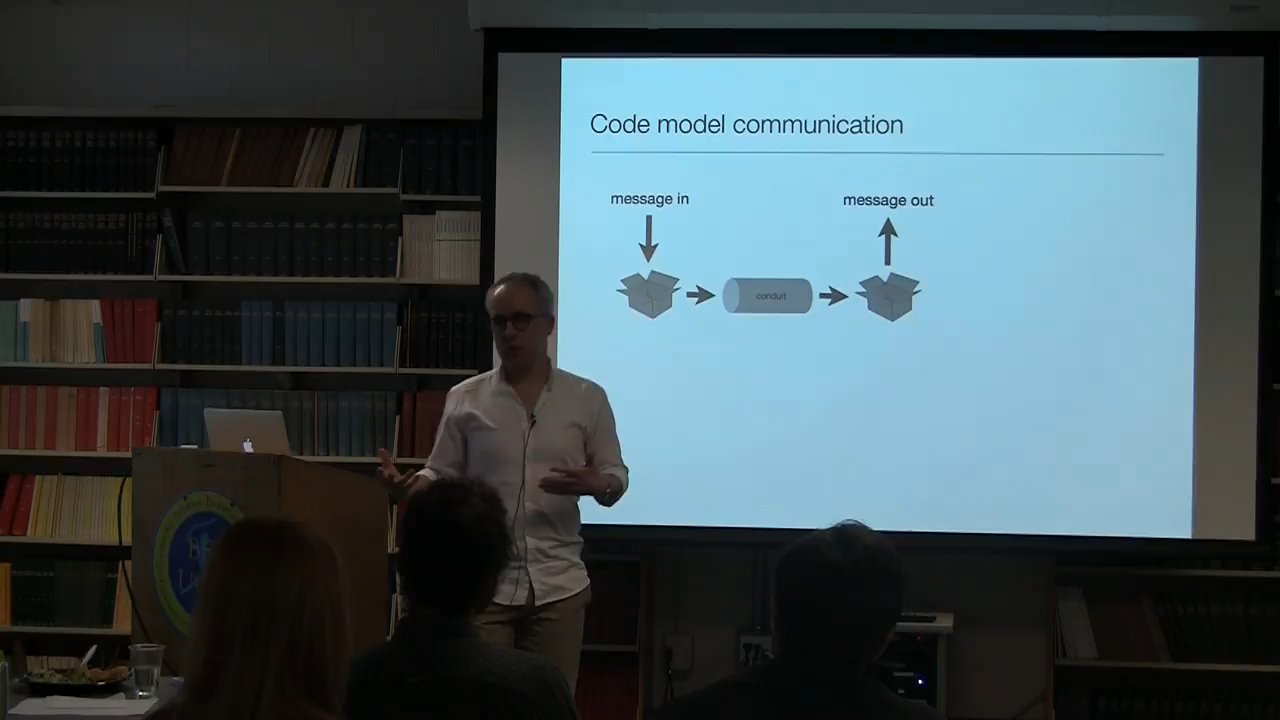 Code model communication
message in
message out
conduit